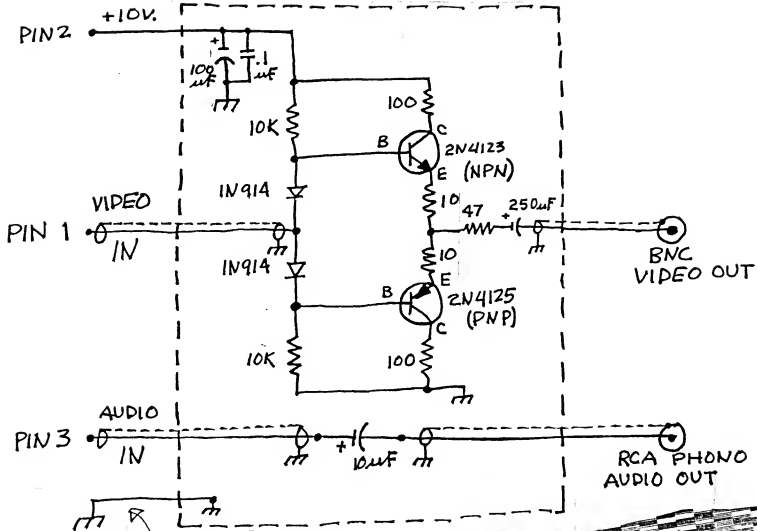 PIN 2 +10V.
+
100 µF .1 µF
100
10K
C
B
2N4123
(NPN)
E
1N914
10
VIDEO
47 + 250µF
PIN 1
IN
BNC
VIDEO OUT
1N914
10
E
B
2N4125
(PNP)
C
10K
100
AUDIO
PIN 3
IN
+
10µF
RCA PHONO
AUDIO OUT